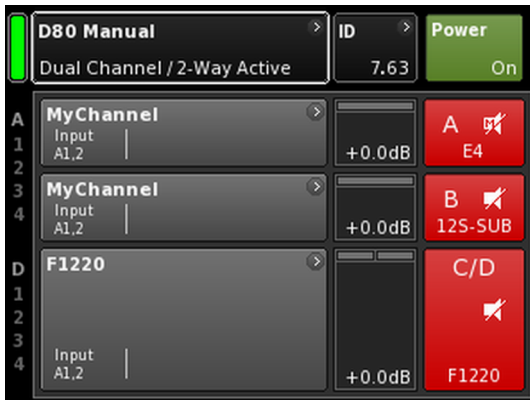 D80 Manual
Dual Channel / 2-Way Active
ID
7.63
Power
On
A
1
2
3
4
MyChannel
Input
A1,2
+0.0dB
A
E4
MyChannel
Input
A1,2
+0.0dB
B
12S-SUB
D
1
2
3
4
F1220
Input
A1,2
+0.0dB
C/D
F1220